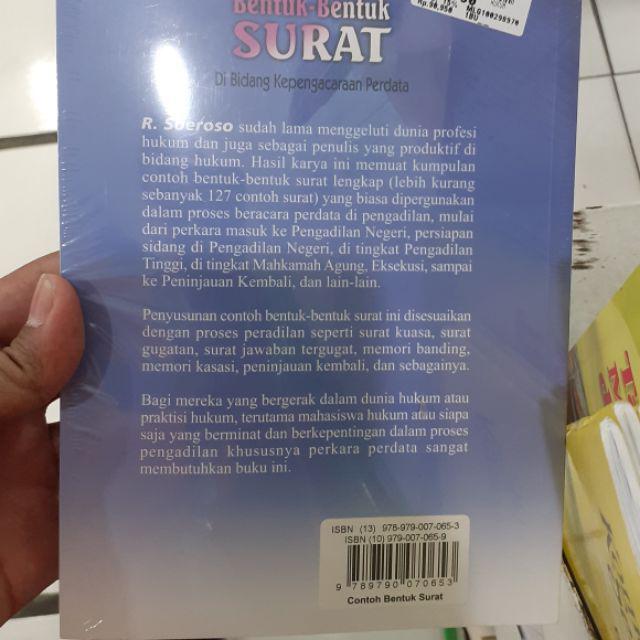 Bentuk-Bentuk
SURAT
Di Bidang Kepengacaraan Perdata
R. Soeroso sudah lama menggeluti dunia profesi
hukum dan juga sebagai penulis yang produktif di
bidang hukum. Hasil karya ini memuat kumpulan
contoh bentuk-bentuk surat lengkap (lebih kurang
sebanyak 127 contoh surat) yang biasa dipergunakan
dalam proses beracara perdata di pengadilan, mulai
dari perkara masuk ke Pengadilan Negeri, persiapan
sidang di Pengadilan Negeri, di tingkat Pengadilan
Tinggi, di tingkat Mahkamah Agung, Eksekusi, sampai
ke Peninjauan Kembali, dan lain-lain.
Penyusunan contoh bentuk-bentuk surat ini disesuaikan
dengan proses peradilan seperti surat kuasa, surat
gugatan, surat jawaban tergugat, memori banding,
memori kasasi, peninjauan kembali, dan sebagainya.
Bagi mereka yang bergerak dalam dunia hukum atau
praktisi hukum, terutama mahasiswa hukum atau siapa
saja yang berminat dan berkepentingan dalam proses
pengadilan khususnya perkara perdata sangat
membutuhkan buku ini.
ISBN (13) 978-979-007-065-3
ISBN (10) 979-007-065-9
9 789790 070653
Contoh Bentuk Surat